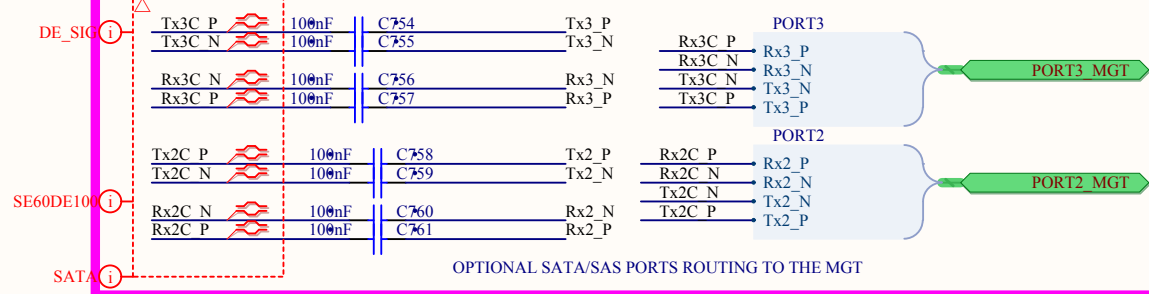 DE_SIG
i
Tx3C_P 100nF C754 Tx3_P
Tx3C_N 100nF C755 Tx3_N
Rx3C_N 100nF C756 Rx3_N
Rx3C_P 100nF C757 Rx3_P
PORT3
Rx3C_P Rx3_P
Rx3C_N Rx3_N
Tx3C_N Tx3_N
Tx3C_P Tx3_P
PORT3_MGT
SE60DE100
i
Tx2C_P 100nF C758 Tx2_P
Tx2C_N 100nF C759 Tx2_N
Rx2C_N 100nF C760 Rx2_N
Rx2C_P 100nF C761 Rx2_P
PORT2
Rx2C_P Rx2_P
Rx2C_N Rx2_N
Tx2C_N Tx2_N
Tx2C_P Tx2_P
PORT2_MGT
SATA
i
OPTIONAL SATA/SAS PORTS ROUTING TO THE MGT